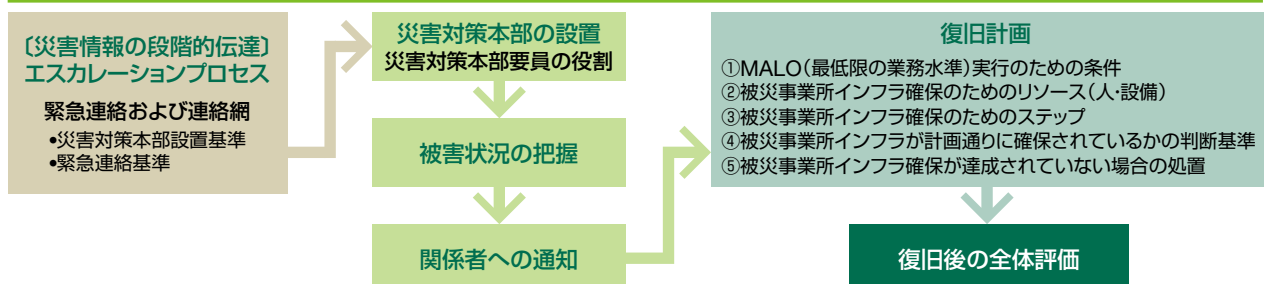 〔災害情報の段階的伝達〕
エスカレーションプロセス
緊急連絡および連絡網
•災害対策本部設置基準
•緊急連絡基準
災害対策本部の設置
災害対策本部要員の役割
被害状況の把握
関係者への通知
復旧計画
①MALO（最低限の業務水準）実行のための条件
②被災事業所インフラ確保のためのリソース（人・設備）
③被災事業所インフラ確保のためのステップ
④被災事業所インフラが計画通りに確保されているかの判断基準
⑤被災事業所インフラ確保が達成されていない場合の処置
復旧後の全体評価